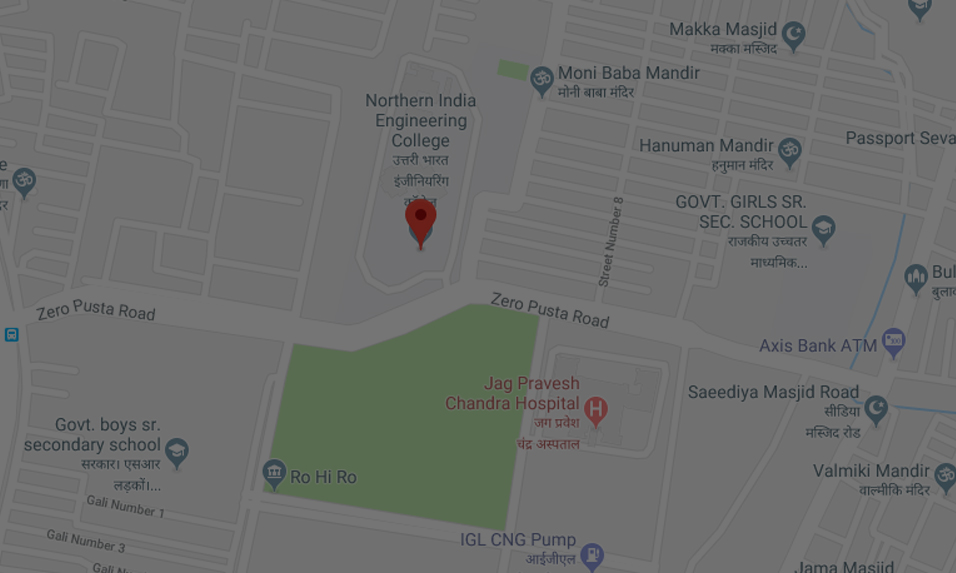 Makka Masjid
मक्का मस्जिद
Moni Baba Mandir
मोनी बाबा मंदिर
Northern India
Engineering
College
उत्तरी भारत
इंजीनियरिंग
कॉलेज
Hanuman Mandir
हनुमान मंदिर
Passport Seva
GOVT. GIRLS SR.
SEC. SCHOOL
राजकीय उच्चतर
माध्यमिक...
Street Number 8
Bul
बुला
Zero Pusta Road
Zero Pusta Road
Axis Bank ATM
Jag Pravesh
Chandra Hospital
जग प्रवेश
चंद्र अस्पताल
Saeediya Masjid Road
सीडिया
मस्जिद रोड
Govt. boys sr.
secondary school
सरकार। एसआर
लड़कों।...
Ro Hi Ro
Valmiki Mandir
वाल्मीकि मंदिर
Gali Number 1
Gali Number 3
IGL CNG Pump
आईजीएल
Jama Masjid